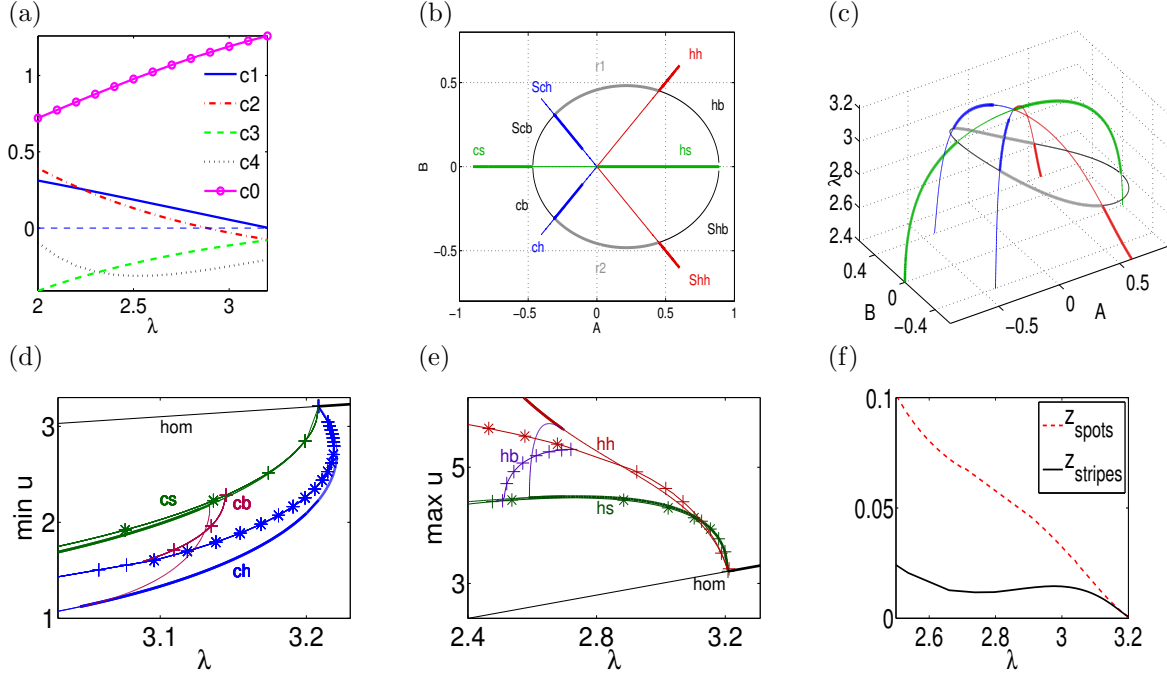 (a)
1
0.5
0
2
2.5
3
λ
c1
c2
c3
c4
c0
(b)
B
0.5
0
−0.5
−1
−0.5
0
0.5
1
A
r1
hh
Sch
hb
Scb
cs
hs
cb
Shb
ch
r2
Shh
(c)
λ
3.2
3
2.8
2.6
2.4
0.4
0
−0.4
B
−0.5
0
0.5
A
(d)
min u
3
2
1
3.1
3.2
λ
hom
cs
cb
ch
(e)
max u
5
3
2.4
2.8
3.2
λ
hh
hb
hs
hom
(f)
0.1
0.05
0
2.6
2.8
3
3.2
λ
z_spots
z_stripes